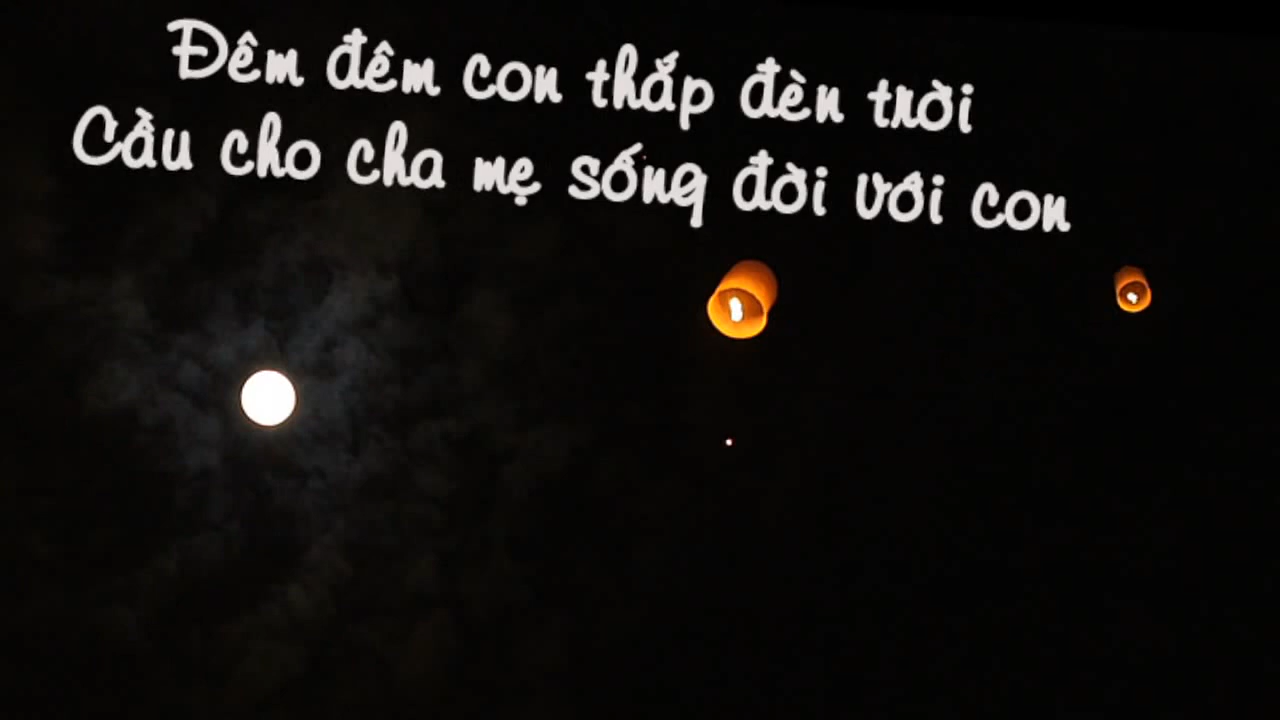 Đêm đêm con thắp đèn trời
Cầu cho cha mẹ sống đời với con